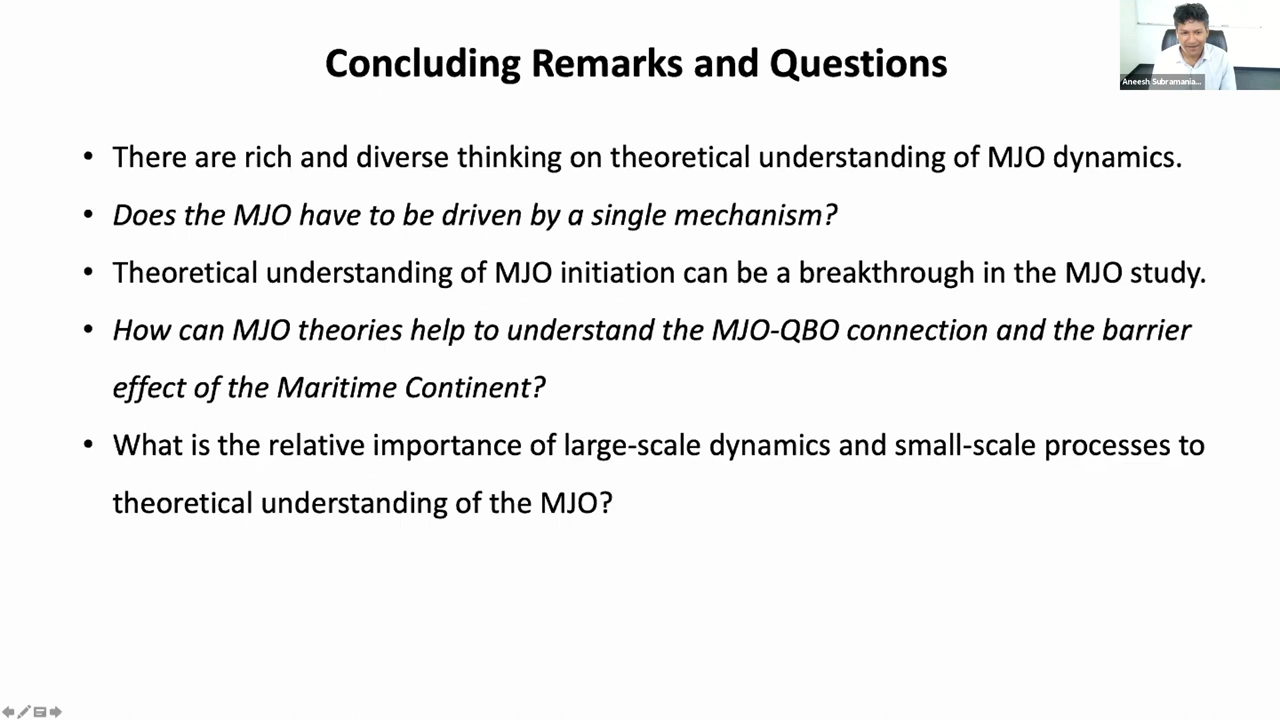 Concluding Remarks and Questions
Aneesh Subramania...
• There are rich and diverse thinking on theoretical understanding of MJO dynamics.
• Does the MJO have to be driven by a single mechanism?
• Theoretical understanding of MJO initiation can be a breakthrough in the MJO study.
• How can MJO theories help to understand the MJO-QBO connection and the barrier
effect of the Maritime Continent?
• What is the relative importance of large-scale dynamics and small-scale processes to
theoretical understanding of the MJO?